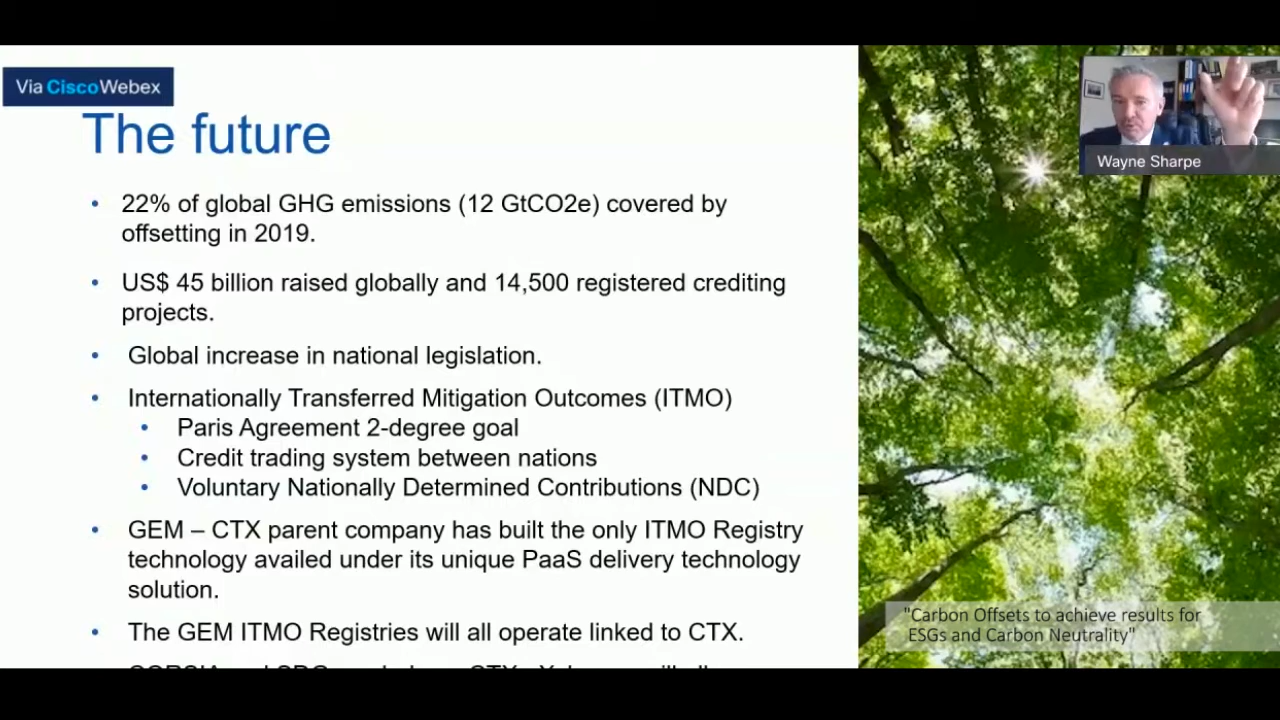 Via CiscoWebex
The future
• 22% of global GHG emissions (12 GtCO2e) covered by
offsetting in 2019.
• US$ 45 billion raised globally and 14,500 registered crediting
projects.
• Global increase in national legislation.
• Internationally Transferred Mitigation Outcomes (ITMO)
• Paris Agreement 2-degree goal
• Credit trading system between nations
• Voluntary Nationally Determined Contributions (NDC)
• GEM – CTX parent company has built the only ITMO Registry
technology availed under its unique PaaS delivery technology
solution.
• The GEM ITMO Registries will all operate linked to CTX.
Wayne Sharpe
"Carbon Offsets to achieve results for
ESGs and Carbon Neutrality"